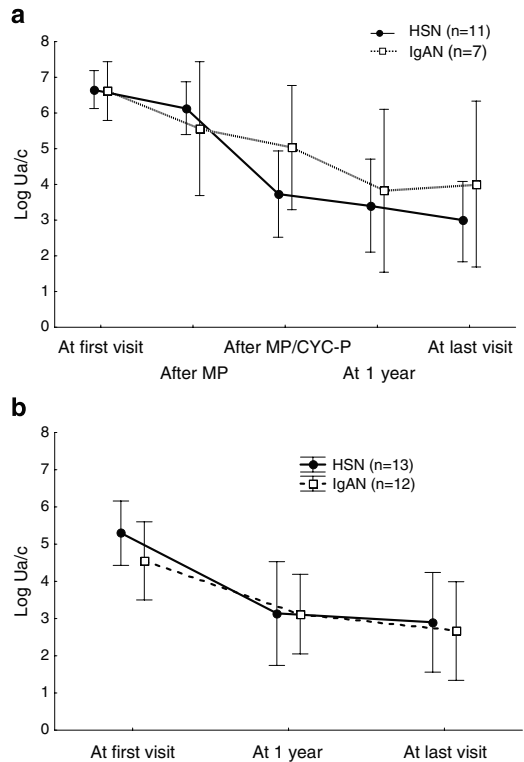 a
HSN (n=11)
IgAN (n=7)
Log Ua/c
8
7
6
5
4
3
2
1
0
At first visit
After MP
After MP/CYC-P
At 1 year
At last visit
b
HSN (n=13)
IgAN (n=12)
Log Ua/c
8
7
6
5
4
3
2
1
0
At first visit
At 1 year
At last visit